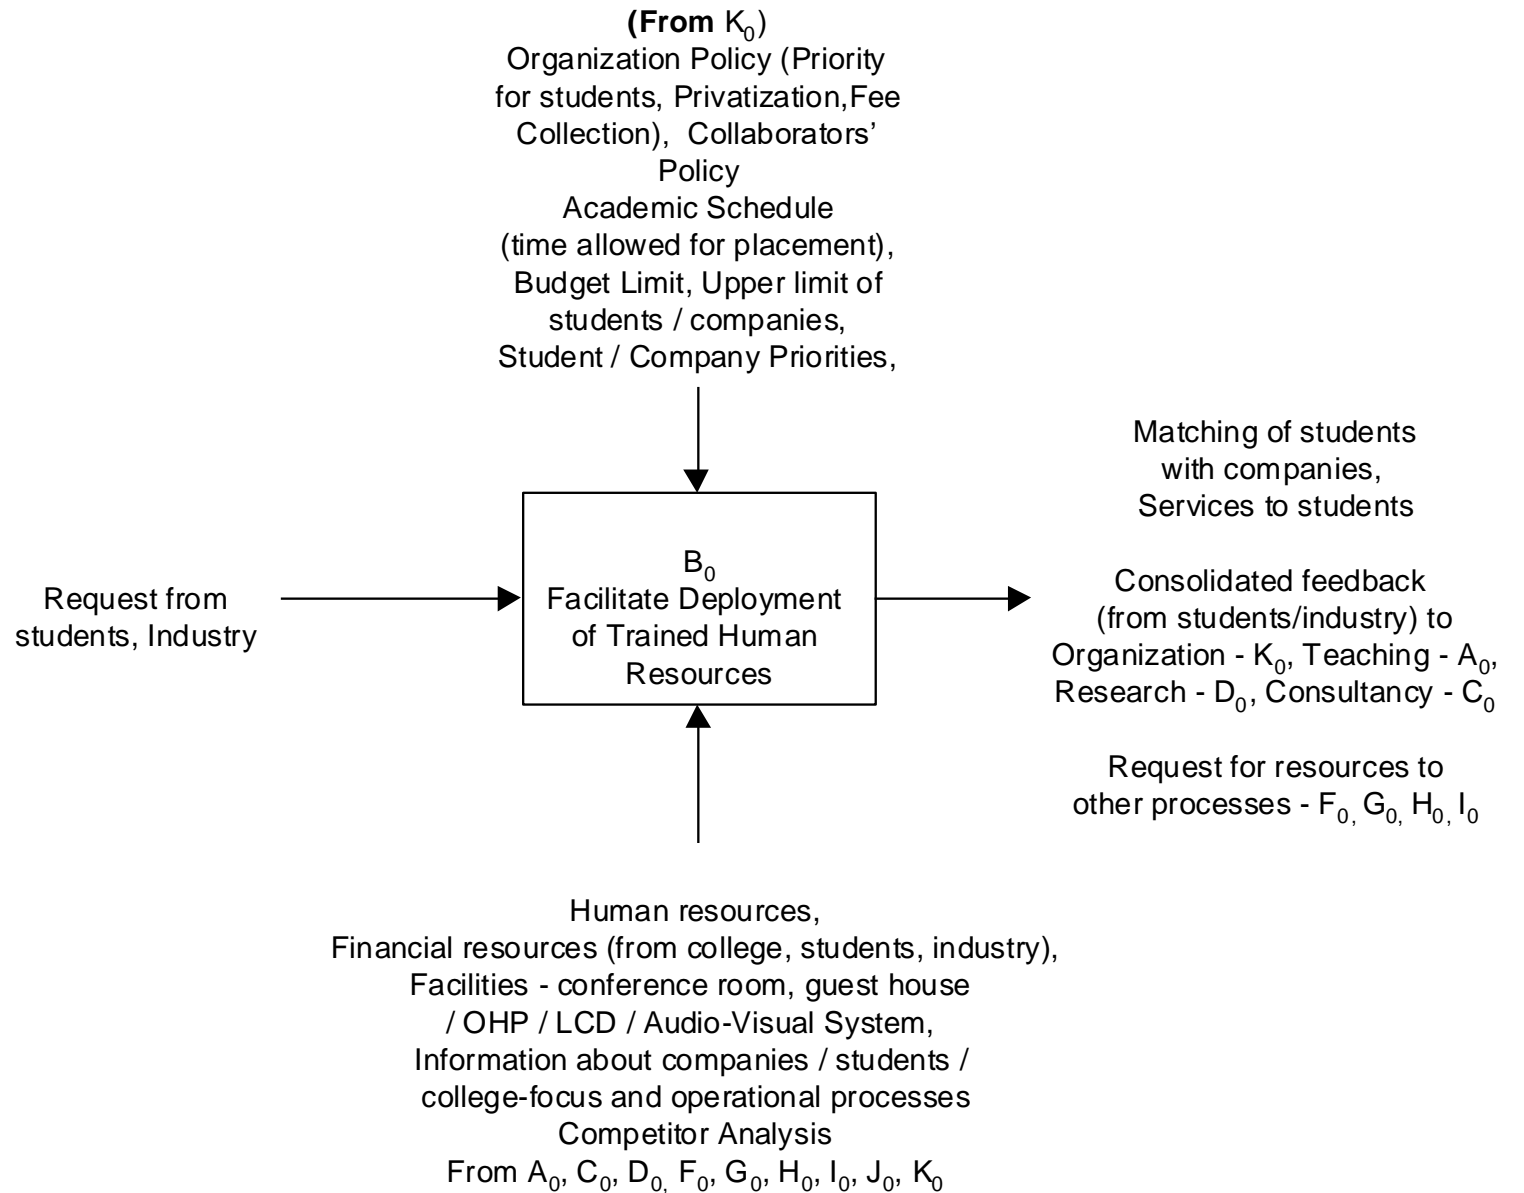 (From K₀)
Organization Policy (Priority
for students, Privatization,Fee
Collection), Collaborators’
Policy
Academic Schedule
(time allowed for placement),
Budget Limit, Upper limit of
students / companies,
Student / Company Priorities,
Request from
students, Industry
B₀
Facilitate Deployment
of Trained Human
Resources
Matching of students
with companies,
Services to students
Consolidated feedback
(from students/industry) to
Organization - K₀, Teaching - A₀,
Research - D₀, Consultancy - C₀
Request for resources to
other processes - F₀, G₀, H₀, I₀
Human resources,
Financial resources (from college, students, industry),
Facilities - conference room, guest house
/ OHP / LCD / Audio-Visual System,
Information about companies / students /
college-focus and operational processes
Competitor Analysis
From A₀, C₀, D₀, F₀, G₀, H₀, I₀, J₀, K₀